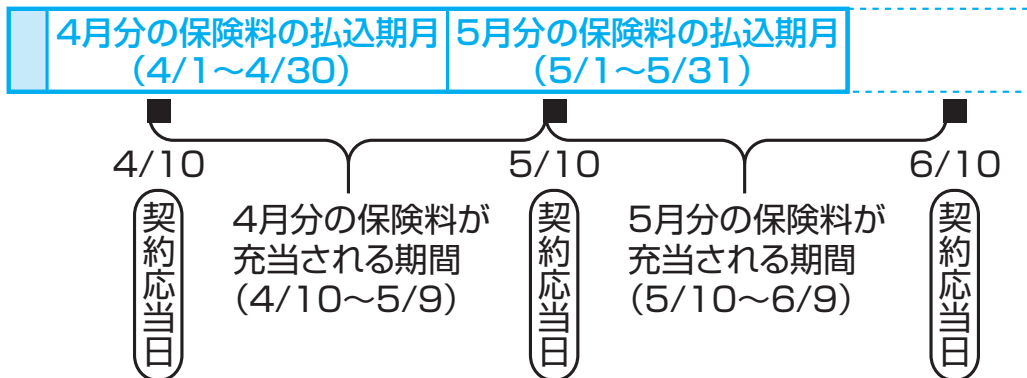 4月分の保険料の払込期月
(4/1〜4/30)
5月分の保険料の払込期月
(5/1〜5/31)
4/10
5/10
6/10
契約応当日
4月分の保険料が
充当される期間
(4/10〜5/9)
契約応当日
5月分の保険料が
充当される期間
(5/10〜6/9)
契約応当日